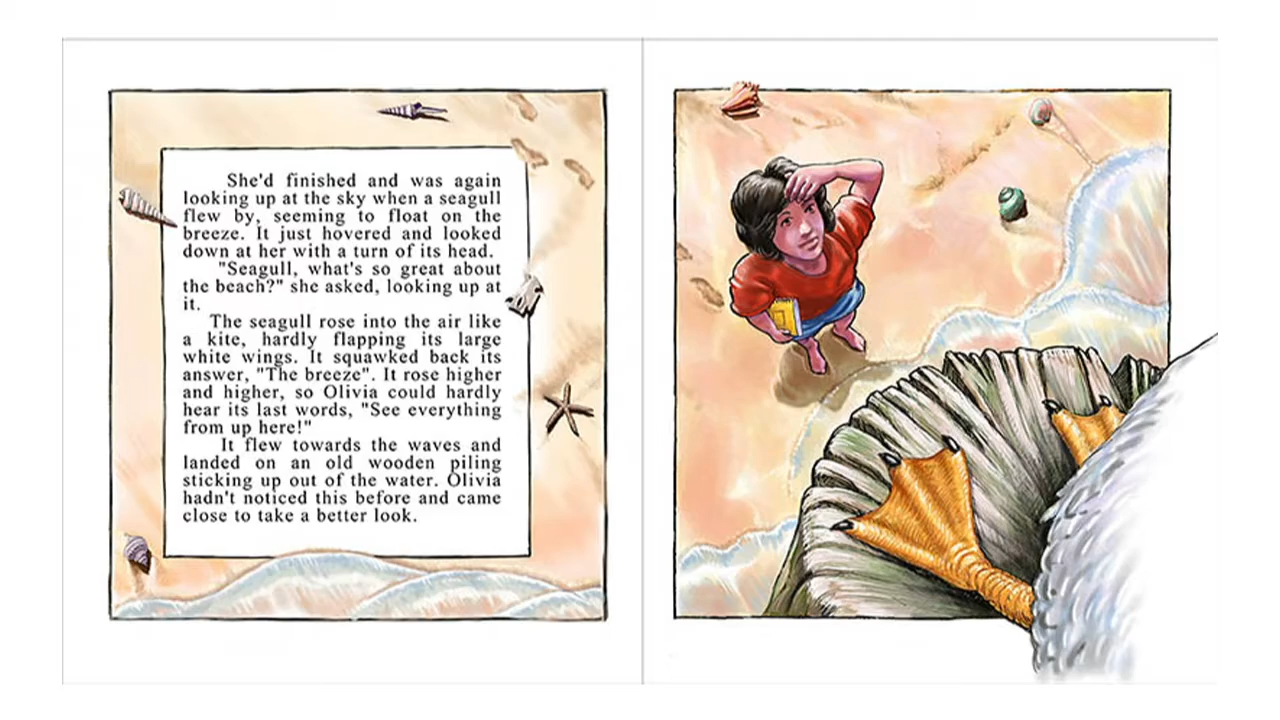 She'd finished and was again
looking up at the sky when a seagull
flew by, seeming to float on the
breeze. It just hovered and looked
down at her with a turn of its head.
"Seagull, what's so great about
the beach?" she asked, looking up at
it.
The seagull rose into the air like
a kite, hardly flapping its large
white wings. It squawked back its
answer, "The breeze". It rose higher
and higher, so Olivia could hardly
hear its last words, "See everything
from up here!"
It flew towards the waves and
landed on an old wooden piling
sticking up out of the water. Olivia
hadn't noticed this before and came
close to take a better look.